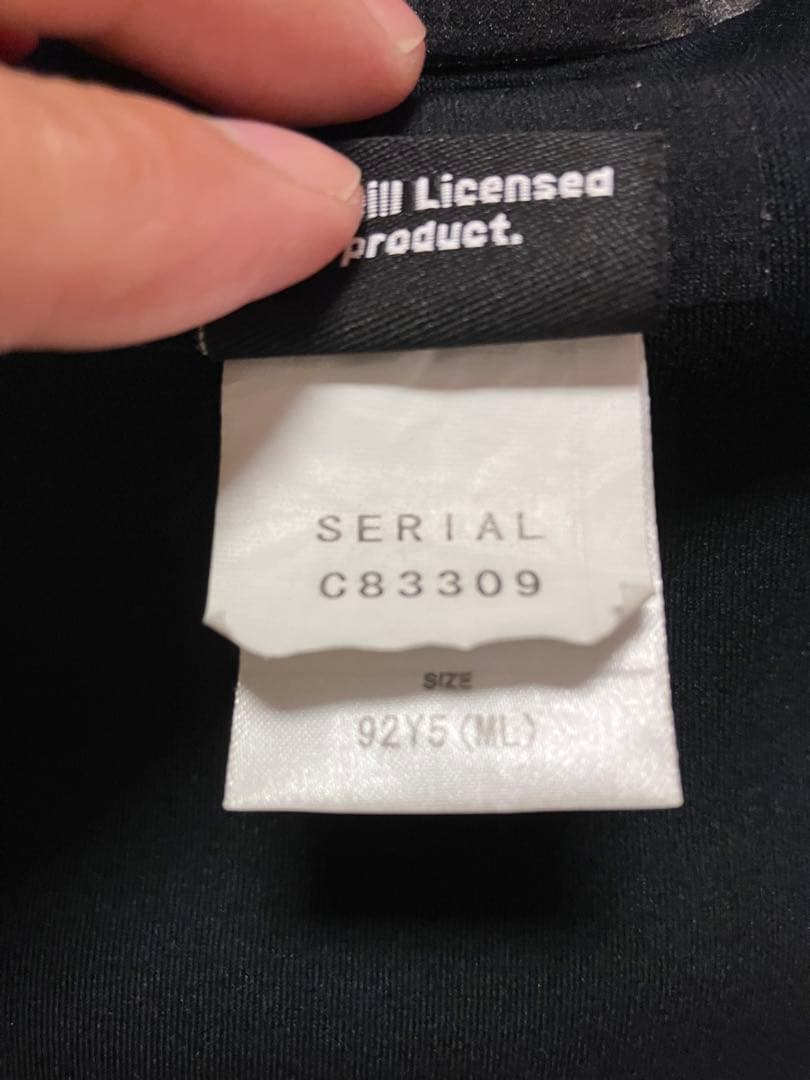 Licensed
product.
SERIAL
C83309
SIZE
92Y5(ML)